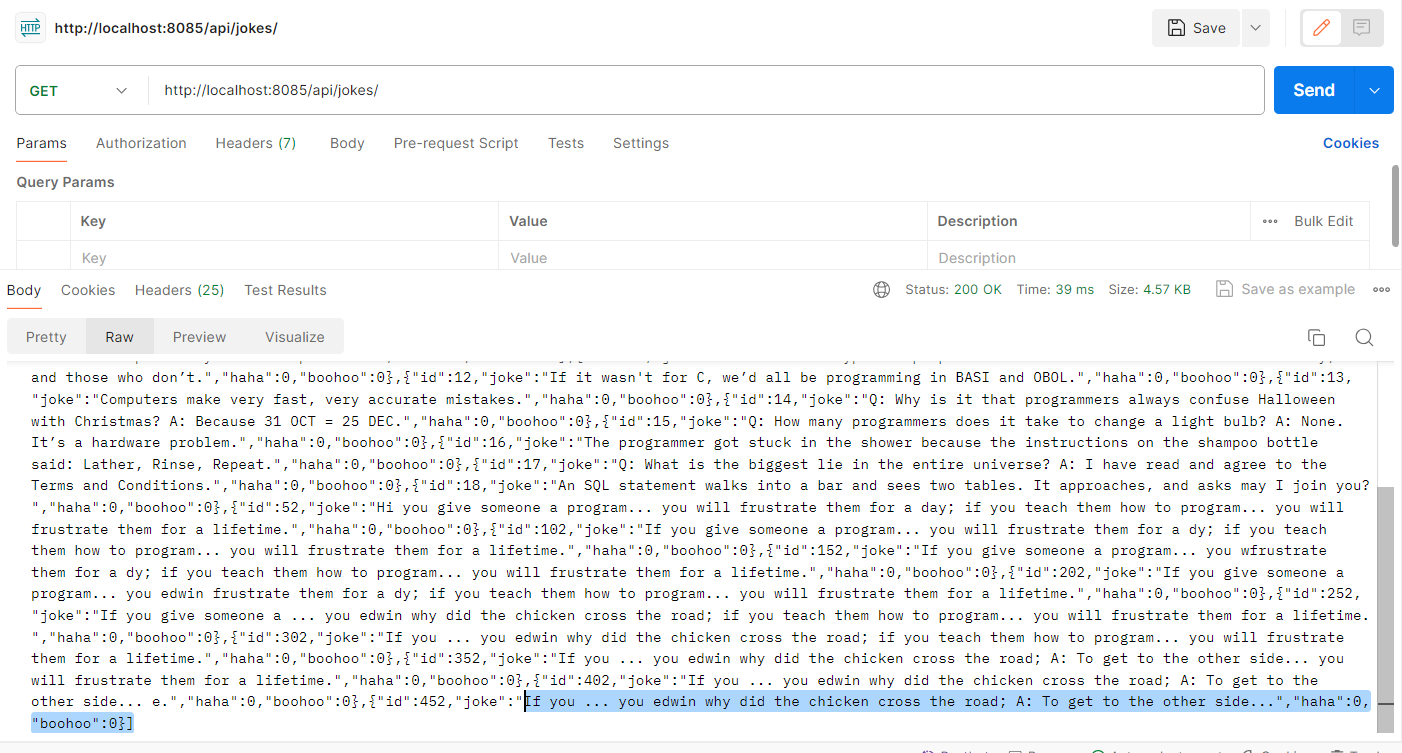 HTTP http://localhost:8085/api/jokes/ Save
GET http://localhost:8085/api/jokes/ Send
Params Authorization Headers (7) Body Pre-request Script Tests Settings Cookies
Query Params
Key Value Description ••• Bulk Edit
Key Value Description
Body Cookies Headers (25) Test Results Status: 200 OK Time: 39 ms Size: 4.57 KB Save as example
Pretty Raw Preview Visualize
and those who don’t.","haha":0,"boohoo":0},{"id":12,"joke":"If it wasn't for C, we’d all be programming in BASI and OBOL.","haha":0,"boohoo":0},{"id":13,
"joke":"Computers make very fast, very accurate mistakes.","haha":0,"boohoo":0},{"id":14,"joke":"Q: Why is it that programmers always confuse Halloween
with Christmas? A: Because 31 OCT = 25 DEC.","haha":0,"boohoo":0},{"id":15,"joke":"Q: How many programmers does it take to change a light bulb? A: None.
It’s a hardware problem.","haha":0,"boohoo":0},{"id":16,"joke":"The programmer got stuck in the shower because the instructions on the shampoo bottle
said: Lather, Rinse, Repeat.","haha":0,"boohoo":0},{"id":17,"joke":"Q: What is the biggest lie in the entire universe? A: I have read and agree to the
Terms and Conditions.","haha":0,"boohoo":0},{"id":18,"joke":"An SQL statement walks into a bar and sees two tables. It approaches, and asks may I join you?
","haha":0,"boohoo":0},{"id":52,"joke":"Hi you give someone a program... you will frustrate them for a day; if you teach them how to program... you will
frustrate them for a lifetime.","haha":0,"boohoo":0},{"id":102,"joke":"If you give someone a program... you will frustrate them for a dy; if you teach
them how to program... you will frustrate them for a lifetime.","haha":0,"boohoo":0},{"id":152,"joke":"If you give someone a program... you wfrustrate
them for a dy; if you teach them how to program... you will frustrate them for a lifetime.","haha":0,"boohoo":0},{"id":202,"joke":"If you give someone a
program... you edwin frustrate them for a dy; if you teach them how to program... you will frustrate them for a lifetime.","haha":0,"boohoo":0},{"id":252,
"joke":"If you give someone a ... you edwin why did the chicken cross the road; if you teach them how to program... you will frustrate them for a lifetime.
","haha":0,"boohoo":0},{"id":302,"joke":"If you ... you edwin why did the chicken cross the road; if you teach them how to program... you will frustrate
them for a lifetime.","haha":0,"boohoo":0},{"id":352,"joke":"If you ... you edwin why did the chicken cross the road; A: To get to the other side... you
will frustrate them for a lifetime.","haha":0,"boohoo":0},{"id":402,"joke":"If you ... you edwin why did the chicken cross the road; A: To get to the
other side... e.","haha":0,"boohoo":0},{"id":452,"joke":"If you ... you edwin why did the chicken cross the road; A: To get to the other side...","haha":0,
"boohoo":0}]